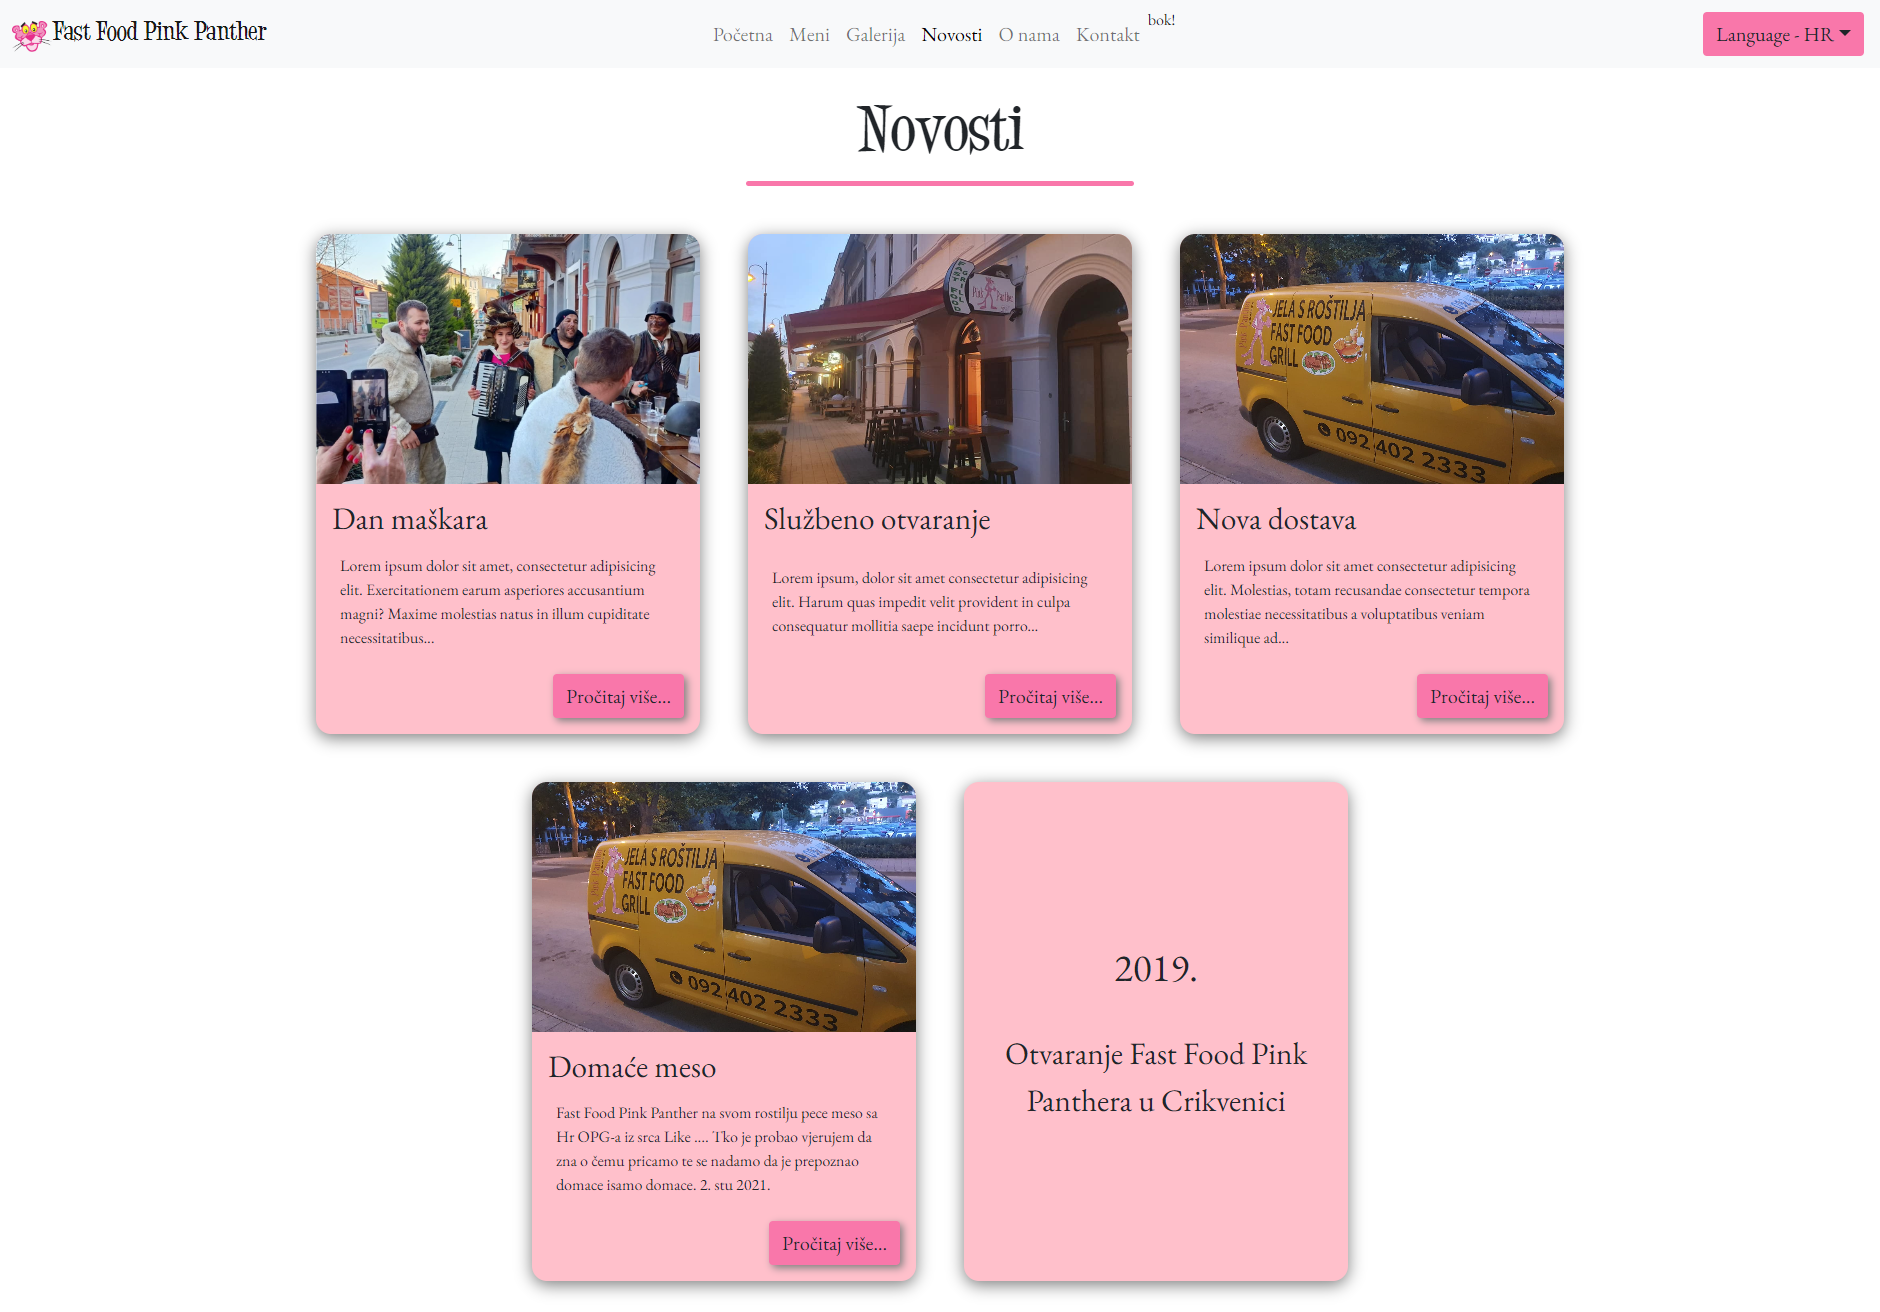 Fast Food Pink Panther
Početna Meni Galerija Novosti O nama Kontakt bok!
Language - HR
Novosti
FAST FOOD
GRILL
Pink Panther
JELA S ROŠTILJA
FAST FOOD
GRILL
092 402 2333
Dan maškara
Lorem ipsum dolor sit amet, consectetur adipisicing
elit. Exercitationem earum asperiores accusantium
magni? Maxime molestias natus in illum cupiditate
necessitatibus...
Pročitaj više...
Službeno otvaranje
Lorem ipsum, dolor sit amet consectetur adipisicing
elit. Harum quas impedit velit provident in culpa
consequatur mollitia saepe incidunt porro...
Pročitaj više...
Nova dostava
Lorem ipsum dolor sit amet consectetur adipisicing
elit. Molestias, totam recusandae consectetur tempora
molestiae necessitatibus a voluptatibus veniam
similique ad...
Pročitaj više...
JELA S ROŠTILJA
FAST FOOD
GRILL
092 402 2333
Domaće meso
Fast Food Pink Panther na svom rostilju pece meso sa
Hr OPG-a iz srca Like .... Tko je probao vjerujem da
zna o čemu pricamo te se nadamo da je prepoznao
domace isamo domace. 2. stu 2021.
Pročitaj više...
2019.
Otvaranje Fast Food Pink
Panthera u Crikvenici